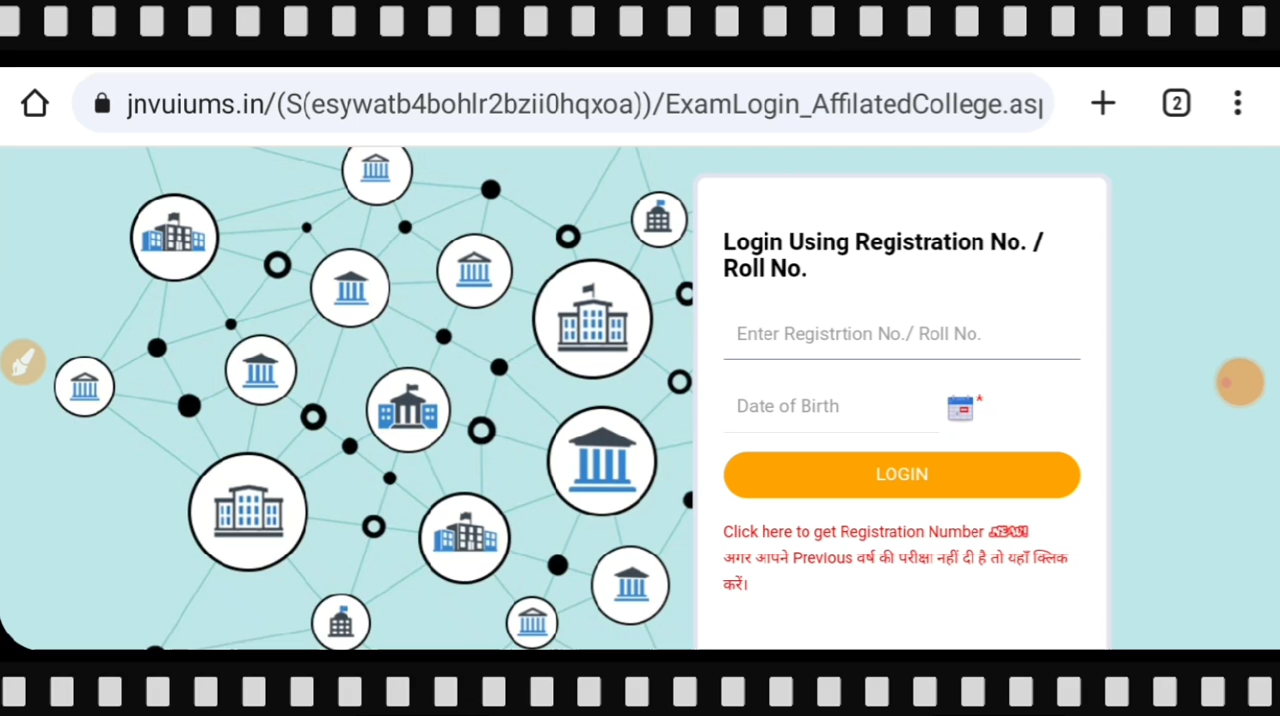 jnvuiums.in/(S(esywatb4bohlr2bzii0hqxoa))/ExamLogin_AffilatedCollege.asp
2
Login Using Registration No. /
Roll No.
Enter Registrtion No./ Roll No.
Date of Birth
*
LOGIN
Click here to get Registration Number
अगर आपने Previous वर्ष की परीक्षा नहीं दी है तो यहाँ क्लिक
करें।